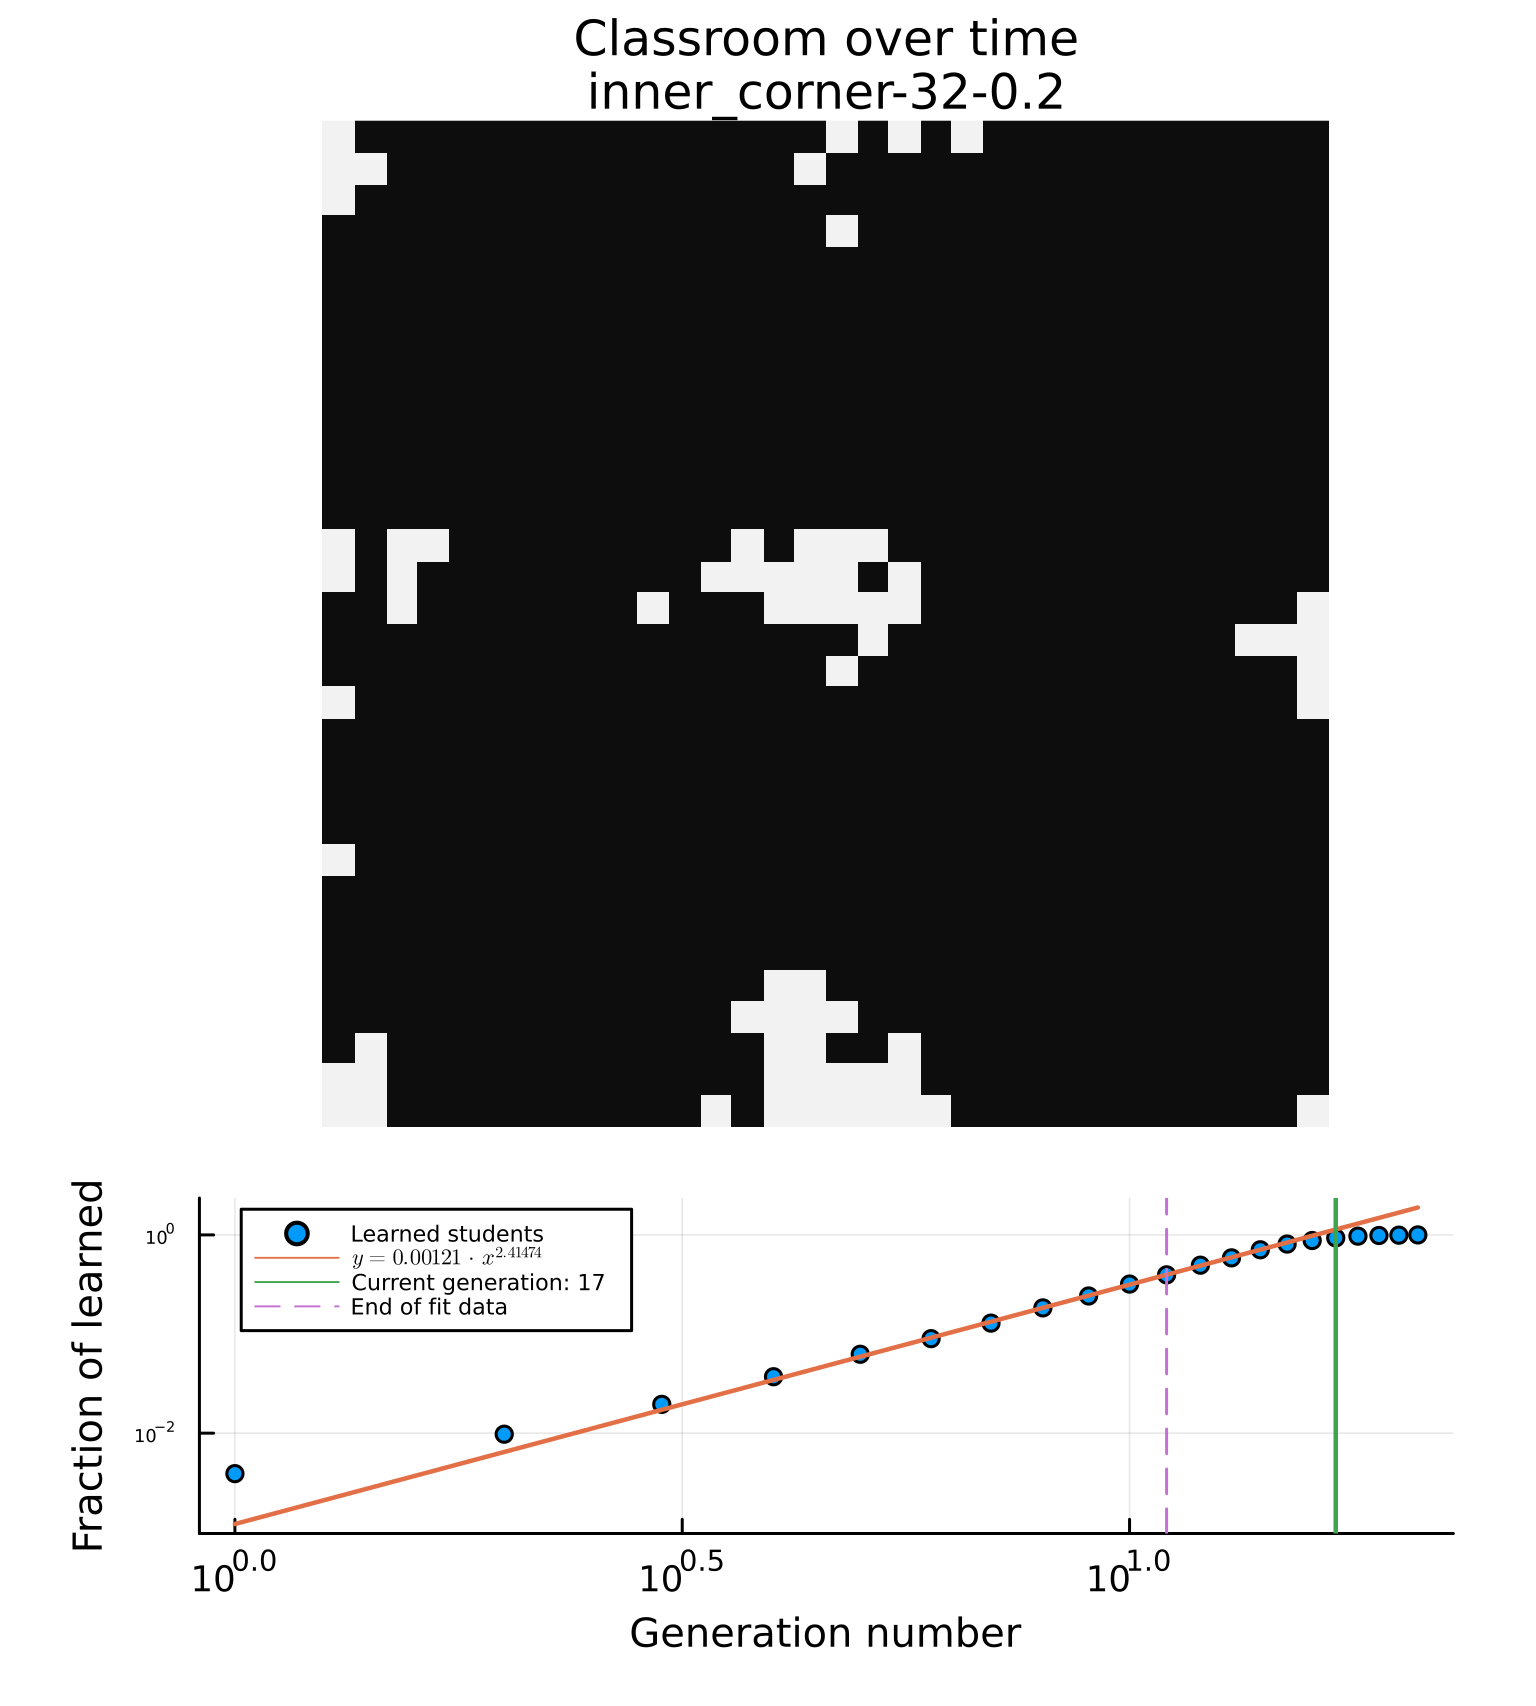 Classroom over time
inner_corner-32-0.2
Fraction of learned
10^0
10^-2
Learned students
y = 0.00121 · x^2.41474
Current generation: 17
End of fit data
10^0.0
10^0.5
10^1.0
Generation number